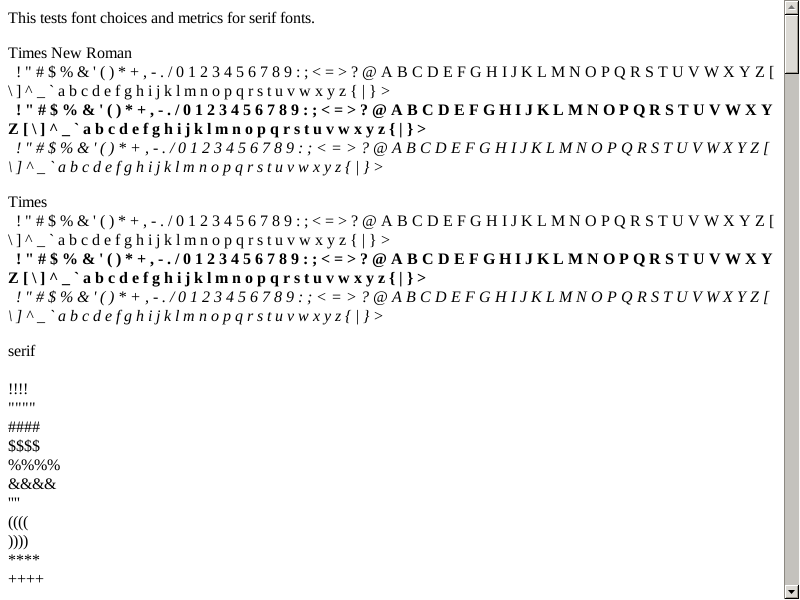 This tests font choices and metrics for serif fonts.
Times New Roman
! " # $ % & ' ( ) * + , - . / 0 1 2 3 4 5 6 7 8 9 : ; < = > ? @ A B C D E F G H I J K L M N O P Q R S T U V W X Y Z [
\ ] ^ _ ` a b c d e f g h i j k l m n o p q r s t u v w x y z { | } >
! " # $ % & ' ( ) * + , - . / 0 1 2 3 4 5 6 7 8 9 : ; < = > ? @ A B C D E F G H I J K L M N O P Q R S T U V W X Y
Z [ \ ] ^ _ ` a b c d e f g h i j k l m n o p q r s t u v w x y z { | } >
! " # $ % & ' ( ) * + , - . / 0 1 2 3 4 5 6 7 8 9 : ; < = > ? @ A B C D E F G H I J K L M N O P Q R S T U V W X Y Z [
\ ] ^ _ ` a b c d e f g h i j k l m n o p q r s t u v w x y z { | } >
Times
! " # $ % & ' ( ) * + , - . / 0 1 2 3 4 5 6 7 8 9 : ; < = > ? @ A B C D E F G H I J K L M N O P Q R S T U V W X Y Z [
\ ] ^ _ ` a b c d e f g h i j k l m n o p q r s t u v w x y z { | } >
! " # $ % & ' ( ) * + , - . / 0 1 2 3 4 5 6 7 8 9 : ; < = > ? @ A B C D E F G H I J K L M N O P Q R S T U V W X Y
Z [ \ ] ^ _ ` a b c d e f g h i j k l m n o p q r s t u v w x y z { | } >
! " # $ % & ' ( ) * + , - . / 0 1 2 3 4 5 6 7 8 9 : ; < = > ? @ A B C D E F G H I J K L M N O P Q R S T U V W X Y Z [
\ ] ^ _ ` a b c d e f g h i j k l m n o p q r s t u v w x y z { | } >
serif
!!!!
""""
####
$$$$
%%%%
&&&&
''''
((((
))))
****
++++